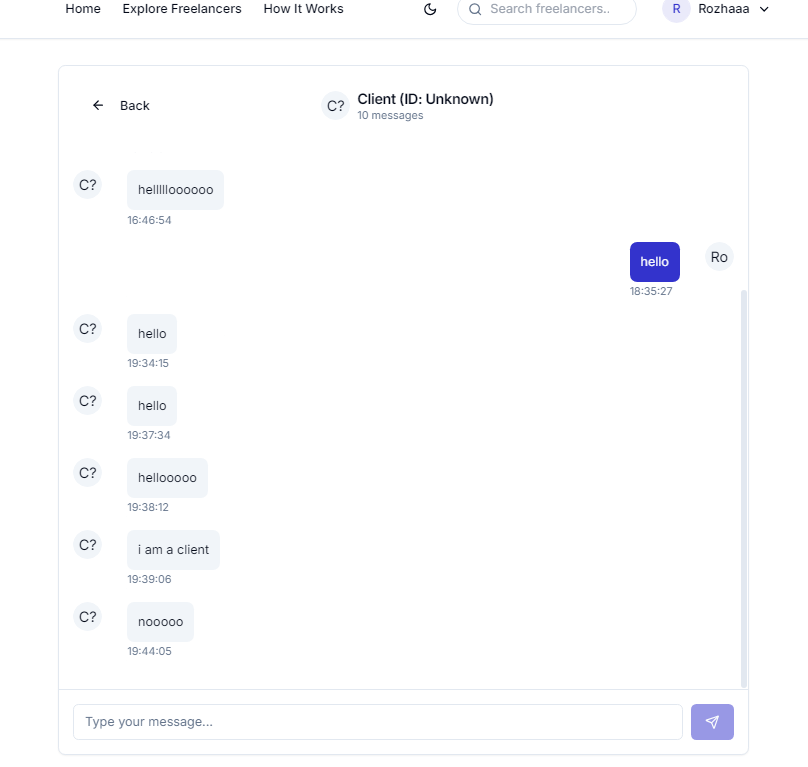 Home Explore Freelancers How It Works Search freelancers.. R Rozhaaa
Back
C? Client (ID: Unknown)
10 messages
C? hellllloooooo
16:46:54
hello Ro
18:35:27
C? hello
19:34:15
C? hello
19:37:34
C? hellooooo
19:38:12
C? i am a client
19:39:06
C? nooooo
19:44:05
Type your message...